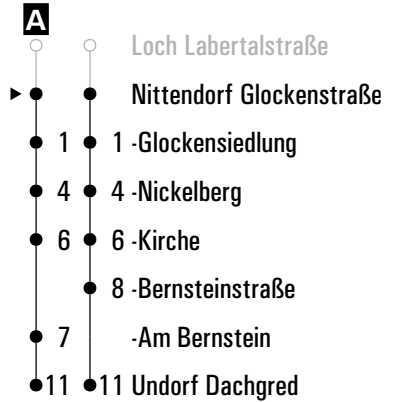 A
Loch Labertalstraße
Nittendorf Glockenstraße
1 1 -Glockensiedlung
4 4 -Nickelberg
6 6 -Kirche
8 -Bernsteinstraße
7 -Am Bernstein
11 11 Undorf Dachgred